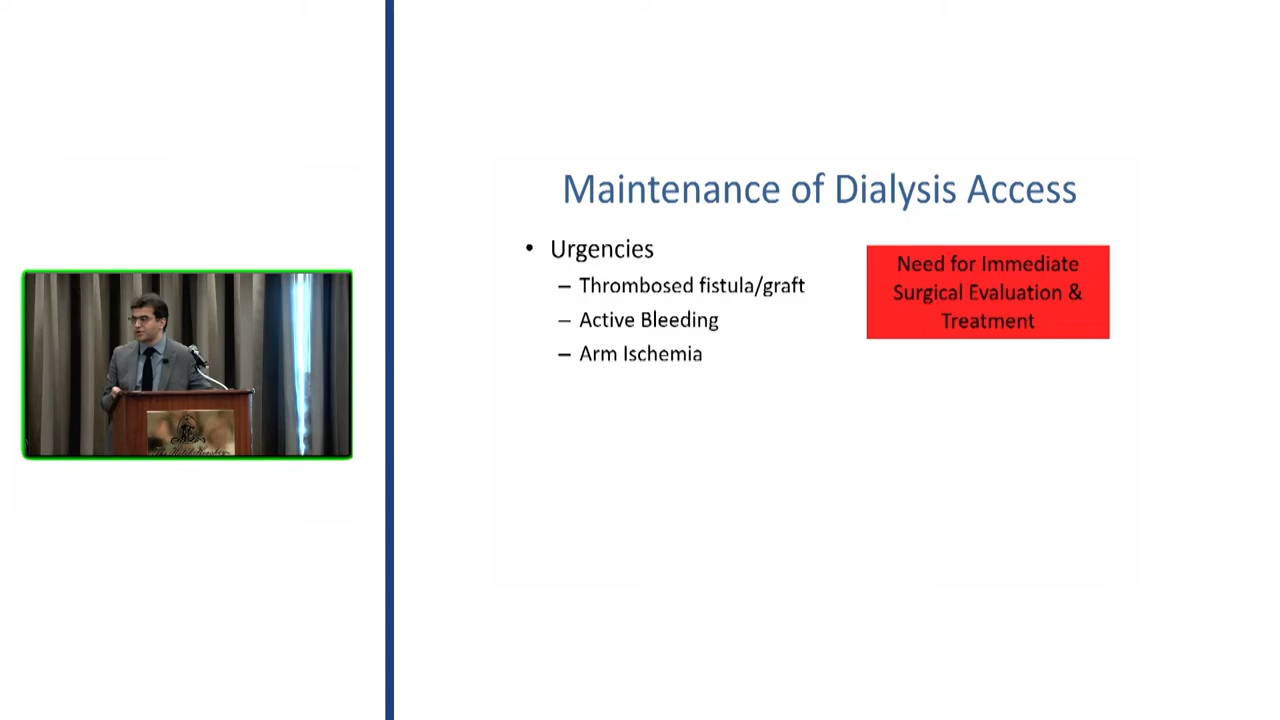 Maintenance of Dialysis Access
• Urgencies
– Thrombosed fistula/graft
– Active Bleeding
– Arm Ischemia
Need for Immediate
Surgical Evaluation &
Treatment